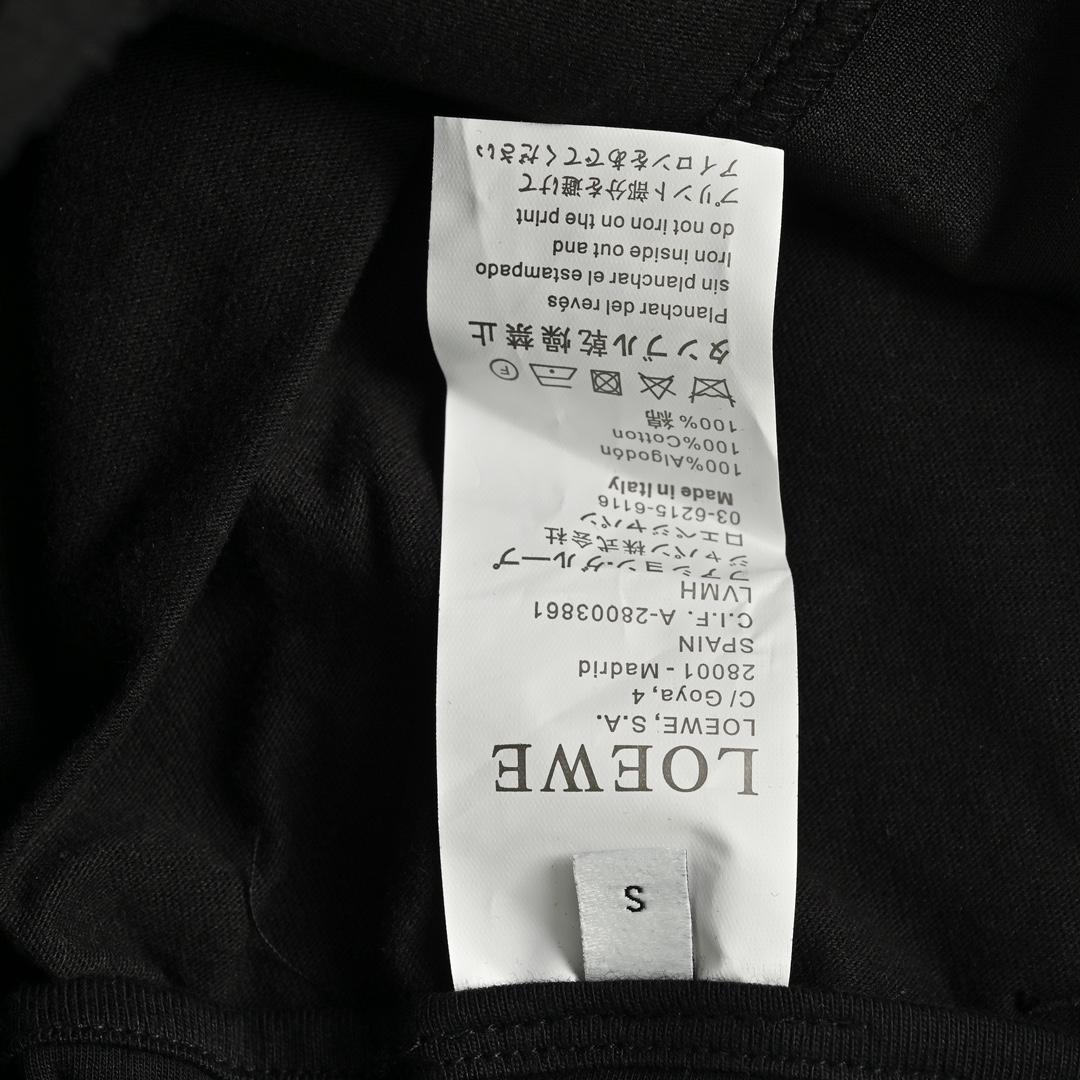 S
LOEWE
LOEWE, S.A.
C/ Goya, 4
28001 - Madrid
SPAIN
C.I.F. A-28003861
LVMH
ファッション・グループ
ジャパン株式会社
ロエベジャパン
03-6215-6116
Made in Italy
100%Algodón
100%Cotton
100% 綿
F
タンブル乾燥禁止
Planchar del revés
sin planchar el estampado
Iron inside out and
do not iron on the print
プリント部分を避けて
アイロンをあててください